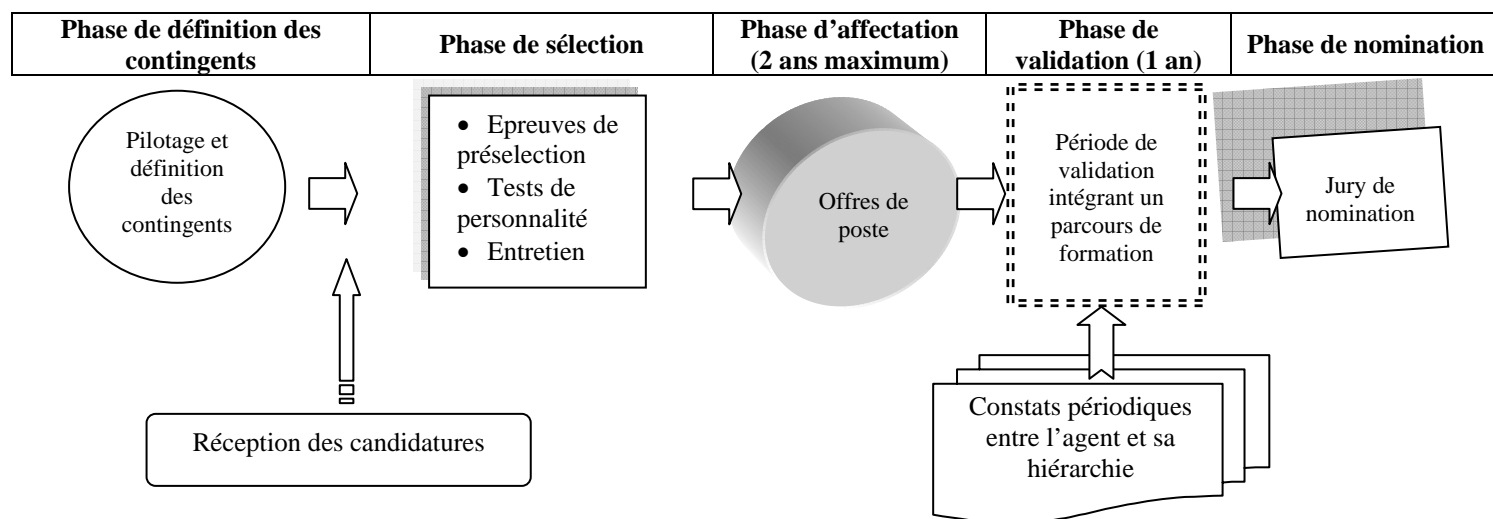 Phase de définition des
contingents
Phase de sélection
Phase d’affectation
(2 ans maximum)
Phase de
validation (1 an)
Phase de nomination
Pilotage et
définition
des
contingents
• Epreuves de
préselection
• Tests de
personnalité
• Entretien
Offres de
poste
Période de
validation
intégrant un
parcours de
formation
Jury de
nomination
Réception des candidatures
Constats périodiques
entre l’agent et sa
hiérarchie